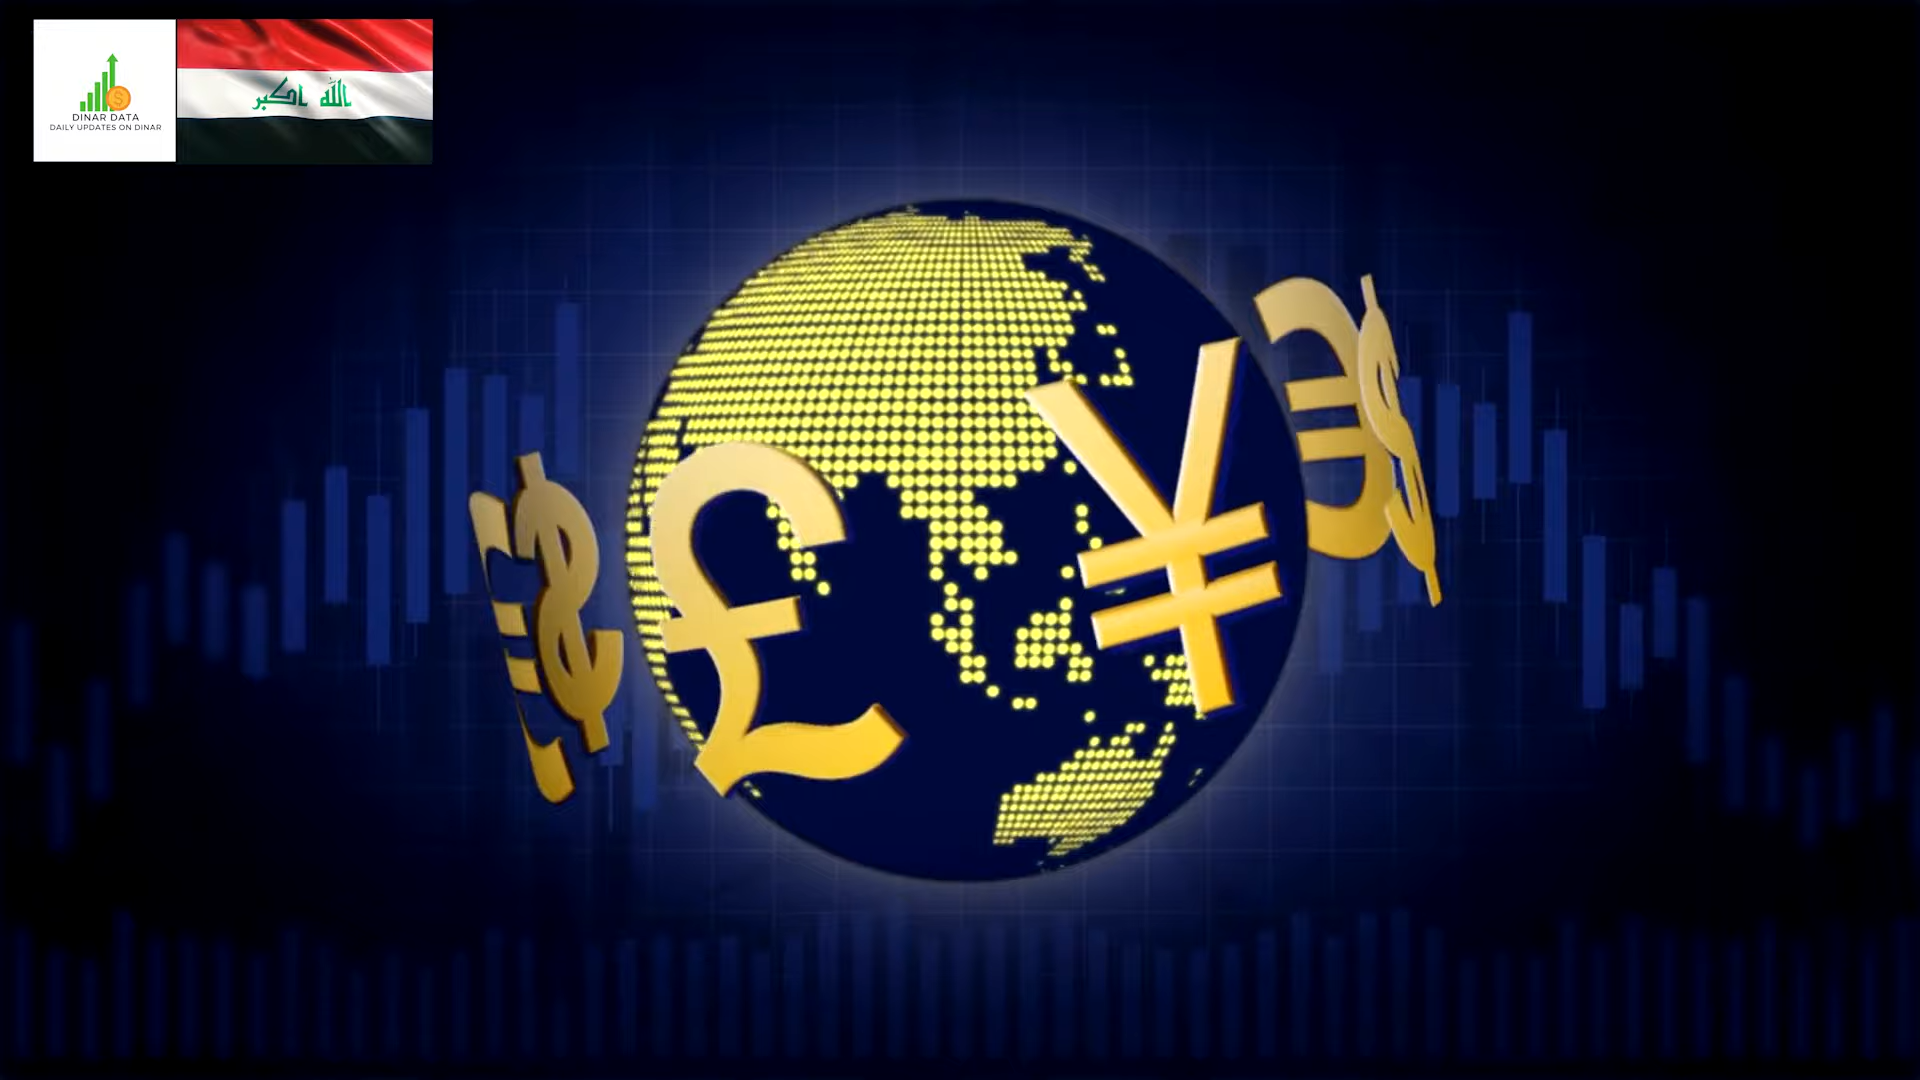 DINAR DATA
DAILY UPDATES ON DINAR
الله اكبر
$
£
¥
€
$
€
$